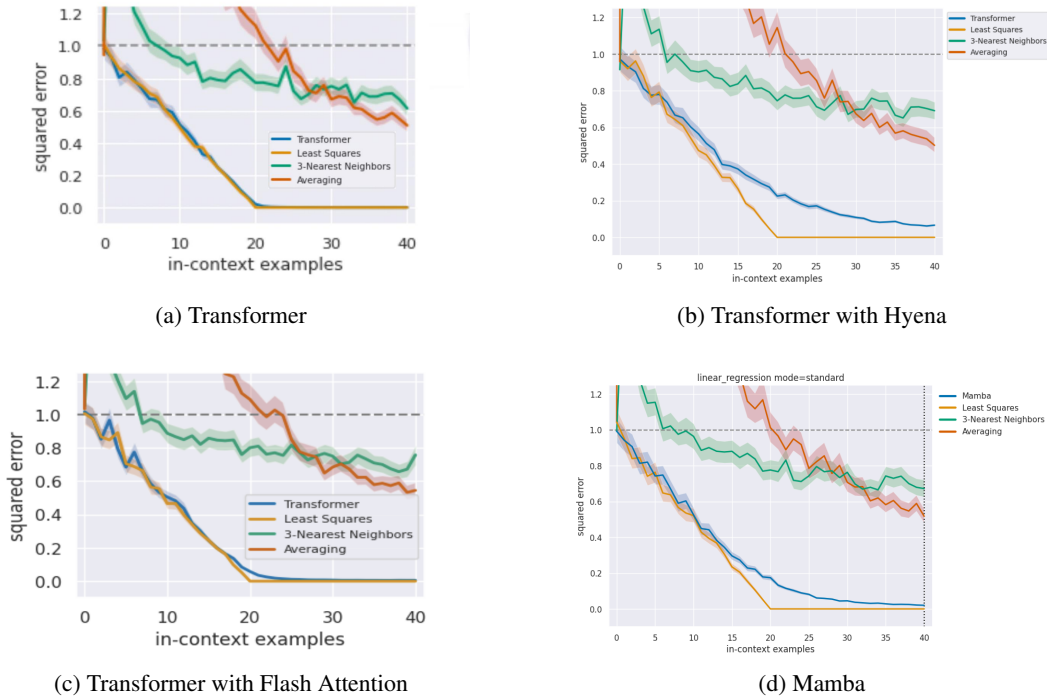 1.2
1.0
0.8
0.6
0.4
0.2
0.0
squared error
Transformer
Least Squares
3-Nearest Neighbors
Averaging
0 10 20 30 40
in-context examples
(a) Transformer
1.2
1.0
0.8
0.6
0.4
0.2
0.0
squared error
Transformer
Least Squares
3-Nearest Neighbors
Averaging
0 5 10 15 20 25 30 35 40
in-context examples
(b) Transformer with Hyena
1.2
1.0
0.8
0.6
0.4
0.2
0.0
squared error
Transformer
Least Squares
3-Nearest Neighbors
Averaging
0 10 20 30 40
in-context examples
(c) Transformer with Flash Attention
linear_regression mode=standard
1.2
1.0
0.8
0.6
0.4
0.2
0.0
squared error
Mamba
Least Squares
3-Nearest Neighbors
Averaging
0 5 10 15 20 25 30 35 40
in-context examples
(d) Mamba